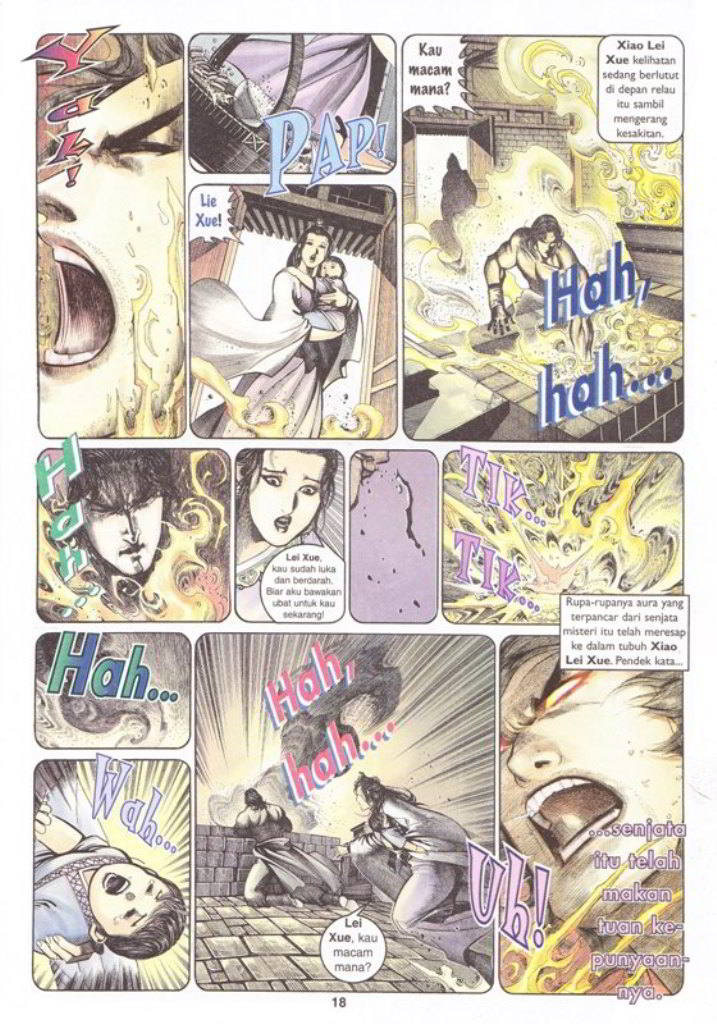 Yak!
PAP!
Lie
Xue!
Kau
macam
mana?
Xiao Lei
Xue kelihatan
sedang berlutut
di depan relau
itu sambil
mengerang
kesakitan.
Hah,
hah...
Hah...
Lei Xue,
kau sudah luka
dan berdarah.
Biar aku bawakan
ubat untuk kau
sekarang!
TIK...
TIK...
Rupa-rupanya aura yang
terpancar dari senjata
misteri itu telah meresap
ke dalam tubuh Xiao
Lei Xue. Pendek kata...
Hah...
Wah...
Hah,
hah...
Lei
Xue, kau
macam
mana?
Uh!
...senjata
itu telah
makan
tuan ke-
punyaan-
nya.
18